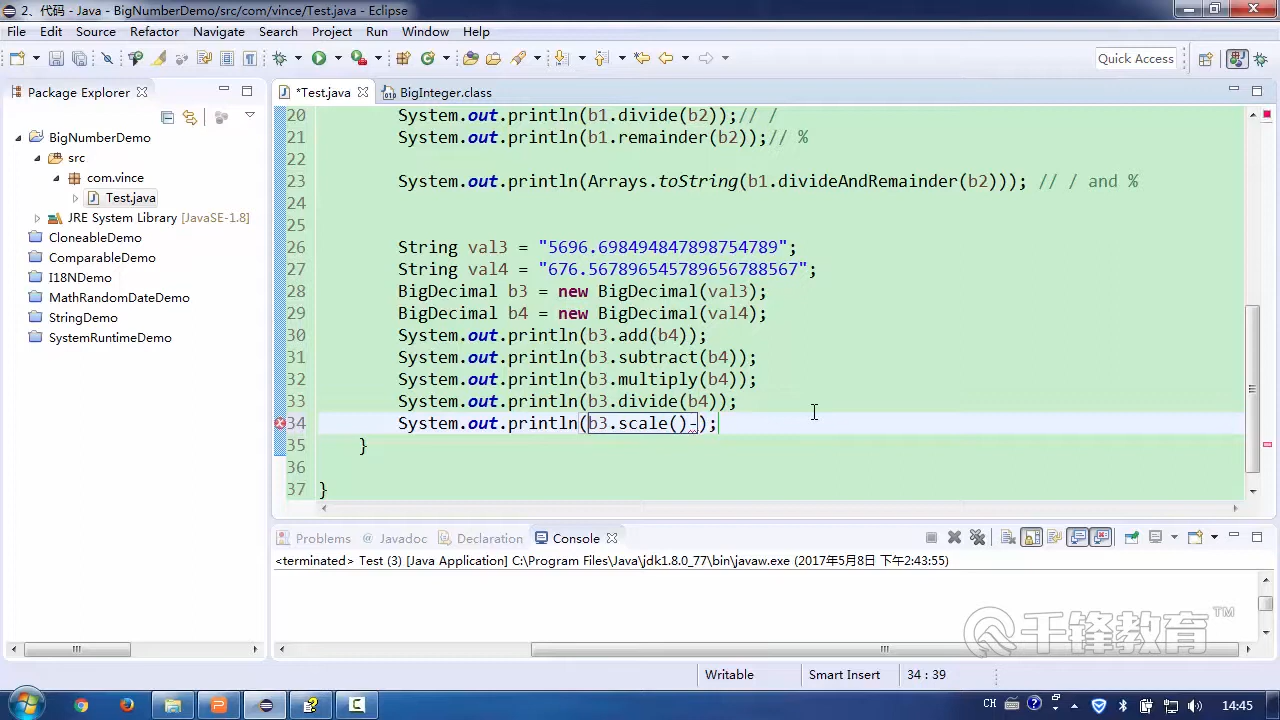 2、代码 - Java - BigNumberDemo/src/com/vince/Test.java - Eclipse
File Edit Source Refactor Navigate Search Project Run Window Help
Quick Access
Package Explorer
*Test.java
BigInteger.class
BigNumberDemo
src
com.vince
Test.java
JRE System Library [JavaSE-1.8]
CloneableDemo
ComparableDemo
I18NDemo
MathRandomDateDemo
StringDemo
SystemRuntimeDemo
20 System.out.println(b1.divide(b2));// /
21 System.out.println(b1.remainder(b2));// %
22
23 System.out.println(Arrays.toString(b1.divideAndRemainder(b2))); // / and %
24
25
26 String val3 = "5696.698494847898754789";
27 String val4 = "676.567896545789656788567";
28 BigDecimal b3 = new BigDecimal(val3);
29 BigDecimal b4 = new BigDecimal(val4);
30 System.out.println(b3.add(b4));
31 System.out.println(b3.subtract(b4));
32 System.out.println(b3.multiply(b4));
33 System.out.println(b3.divide(b4));
34 System.out.println(b3.scale()-);
35 }
36
37 }
Problems @ Javadoc Declaration Console
<terminated> Test (3) [Java Application] C:\Program Files\Java\jdk1.8.0_77\bin\javaw.exe (2017年5月8日 下午2:43:55)
千锋教育™
Writable Smart Insert 34 : 39
CH 14:45